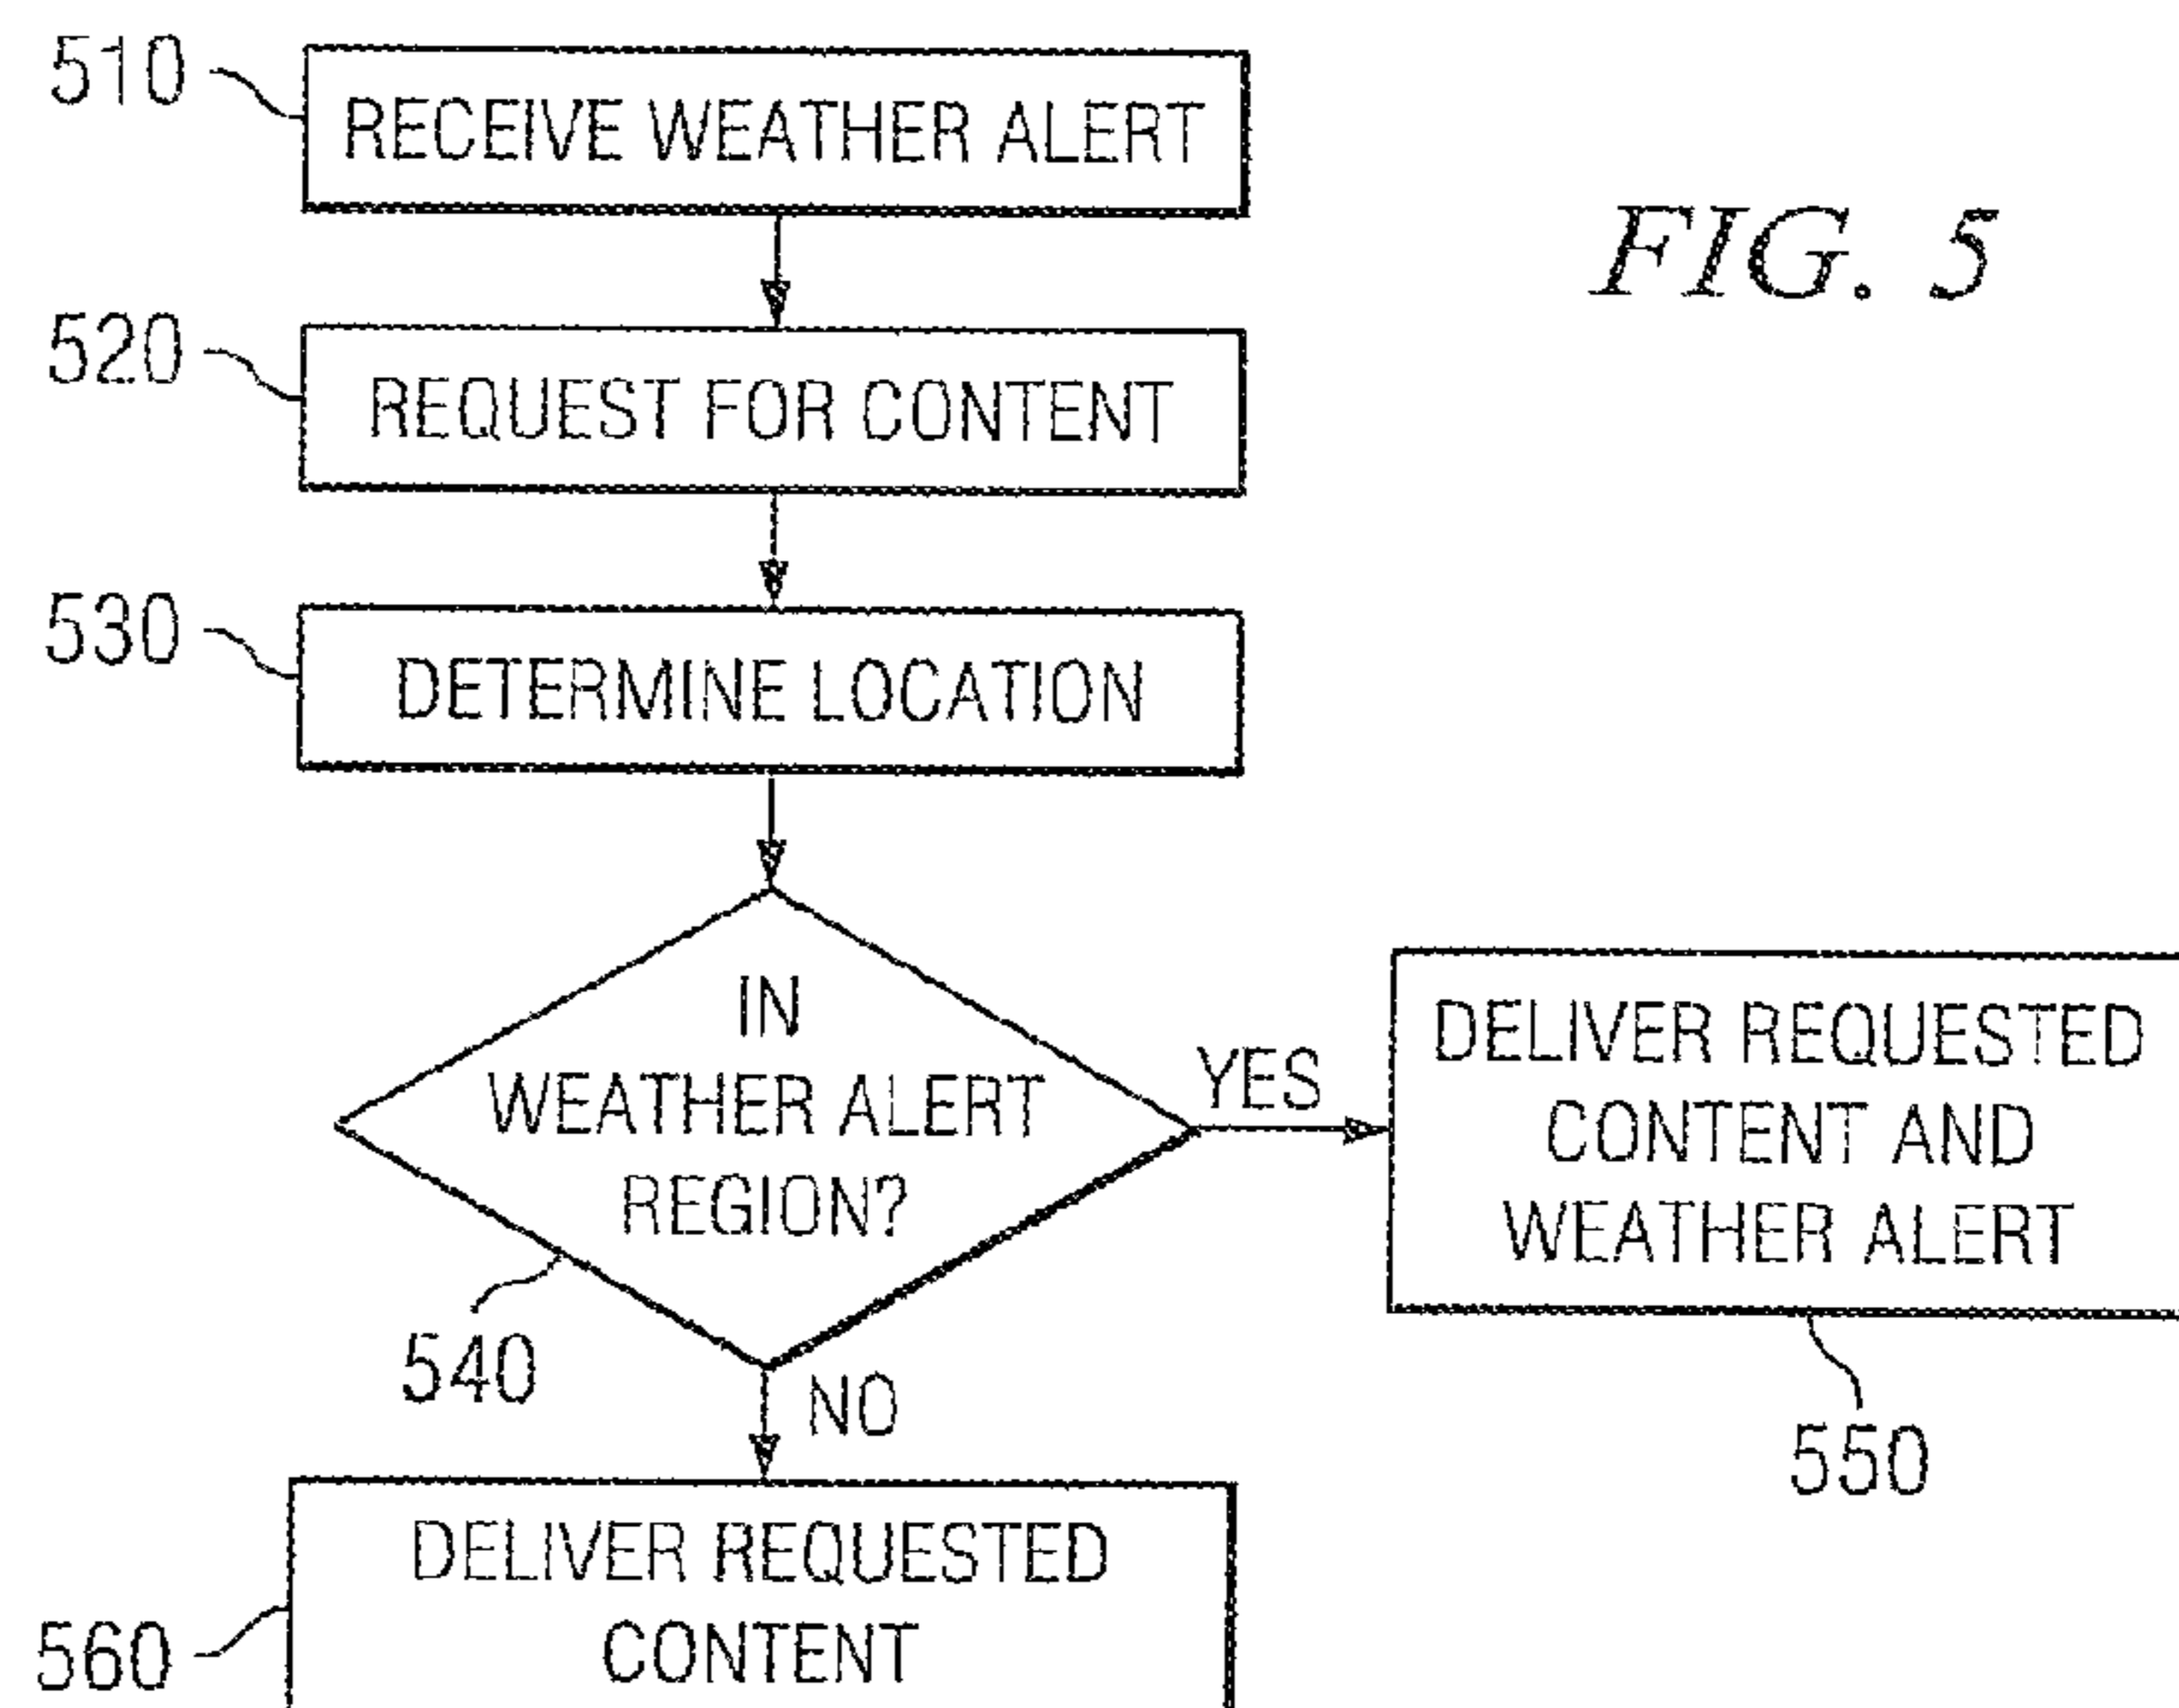 510
RECEIVE WEATHER ALERT
FIG. 5
520
REQUEST FOR CONTENT
530
DETERMINE LOCATION
IN
WEATHER ALERT
REGION?
540
YES
DELIVER REQUESTED
CONTENT AND
WEATHER ALERT
550
NO
560
DELIVER REQUESTED
CONTENT